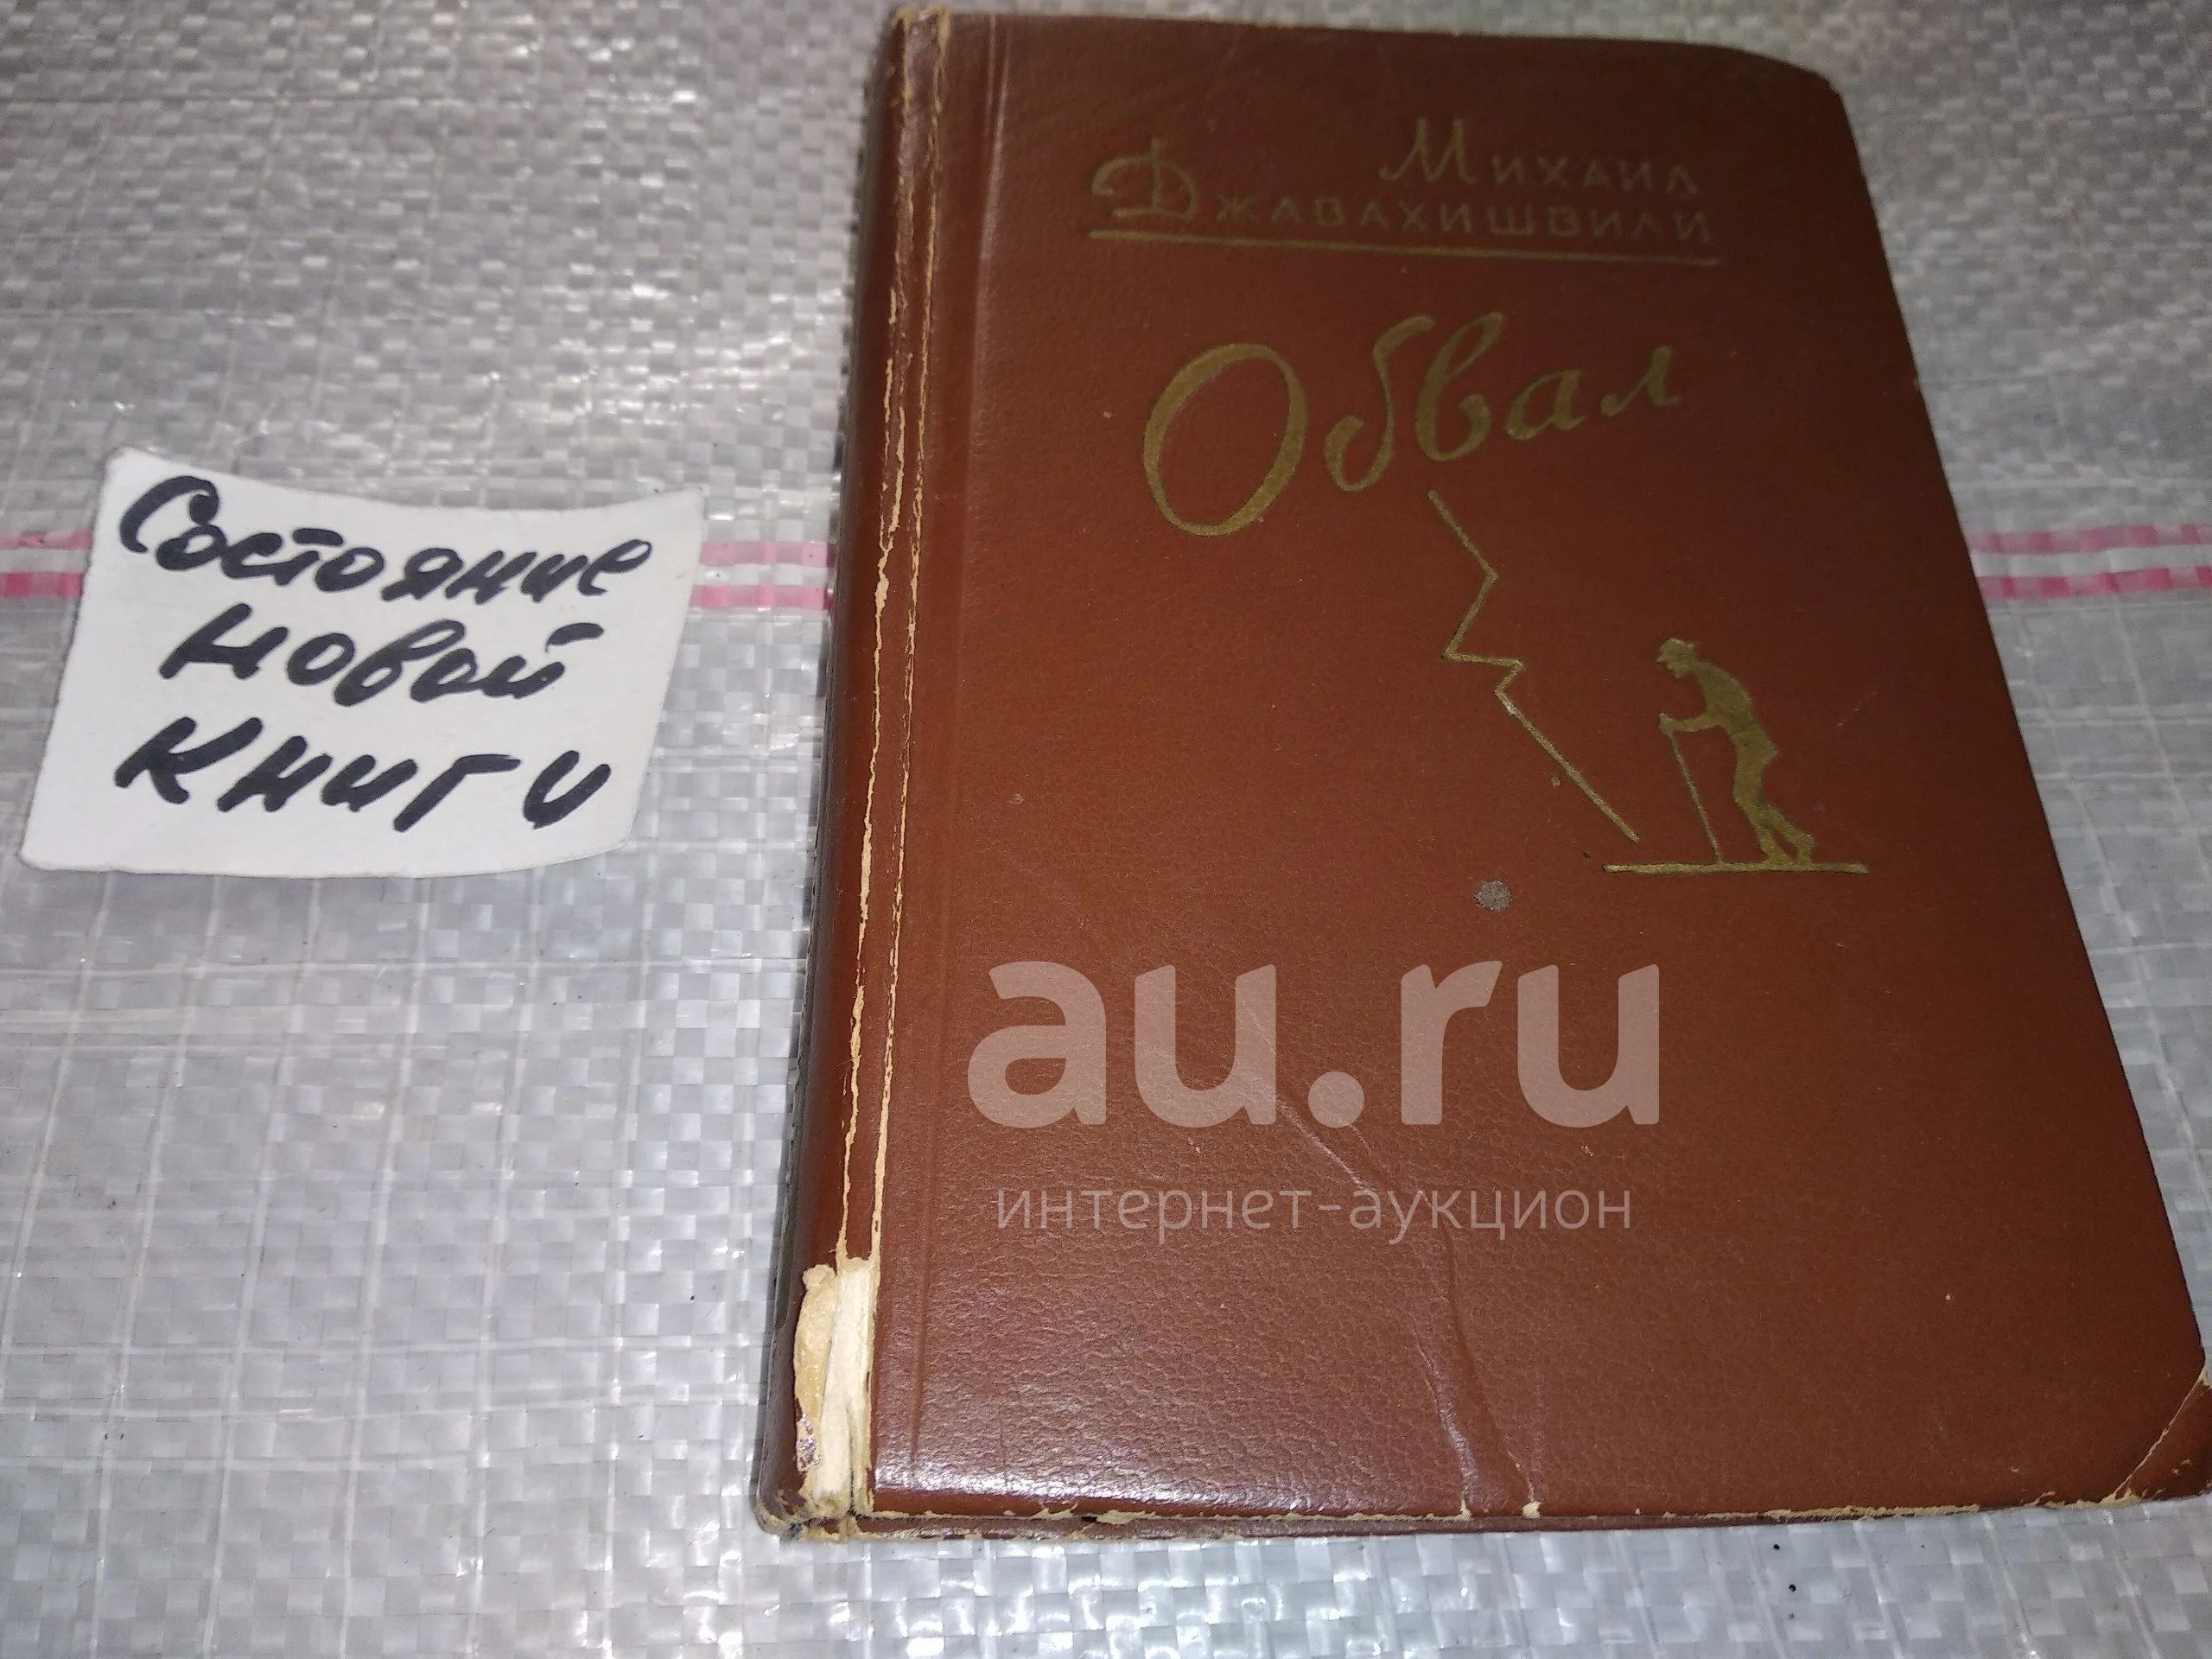 Состояние
новой
книги
Михаил
Джавахишвили
Обвал
au.ru
интернет-аукцион